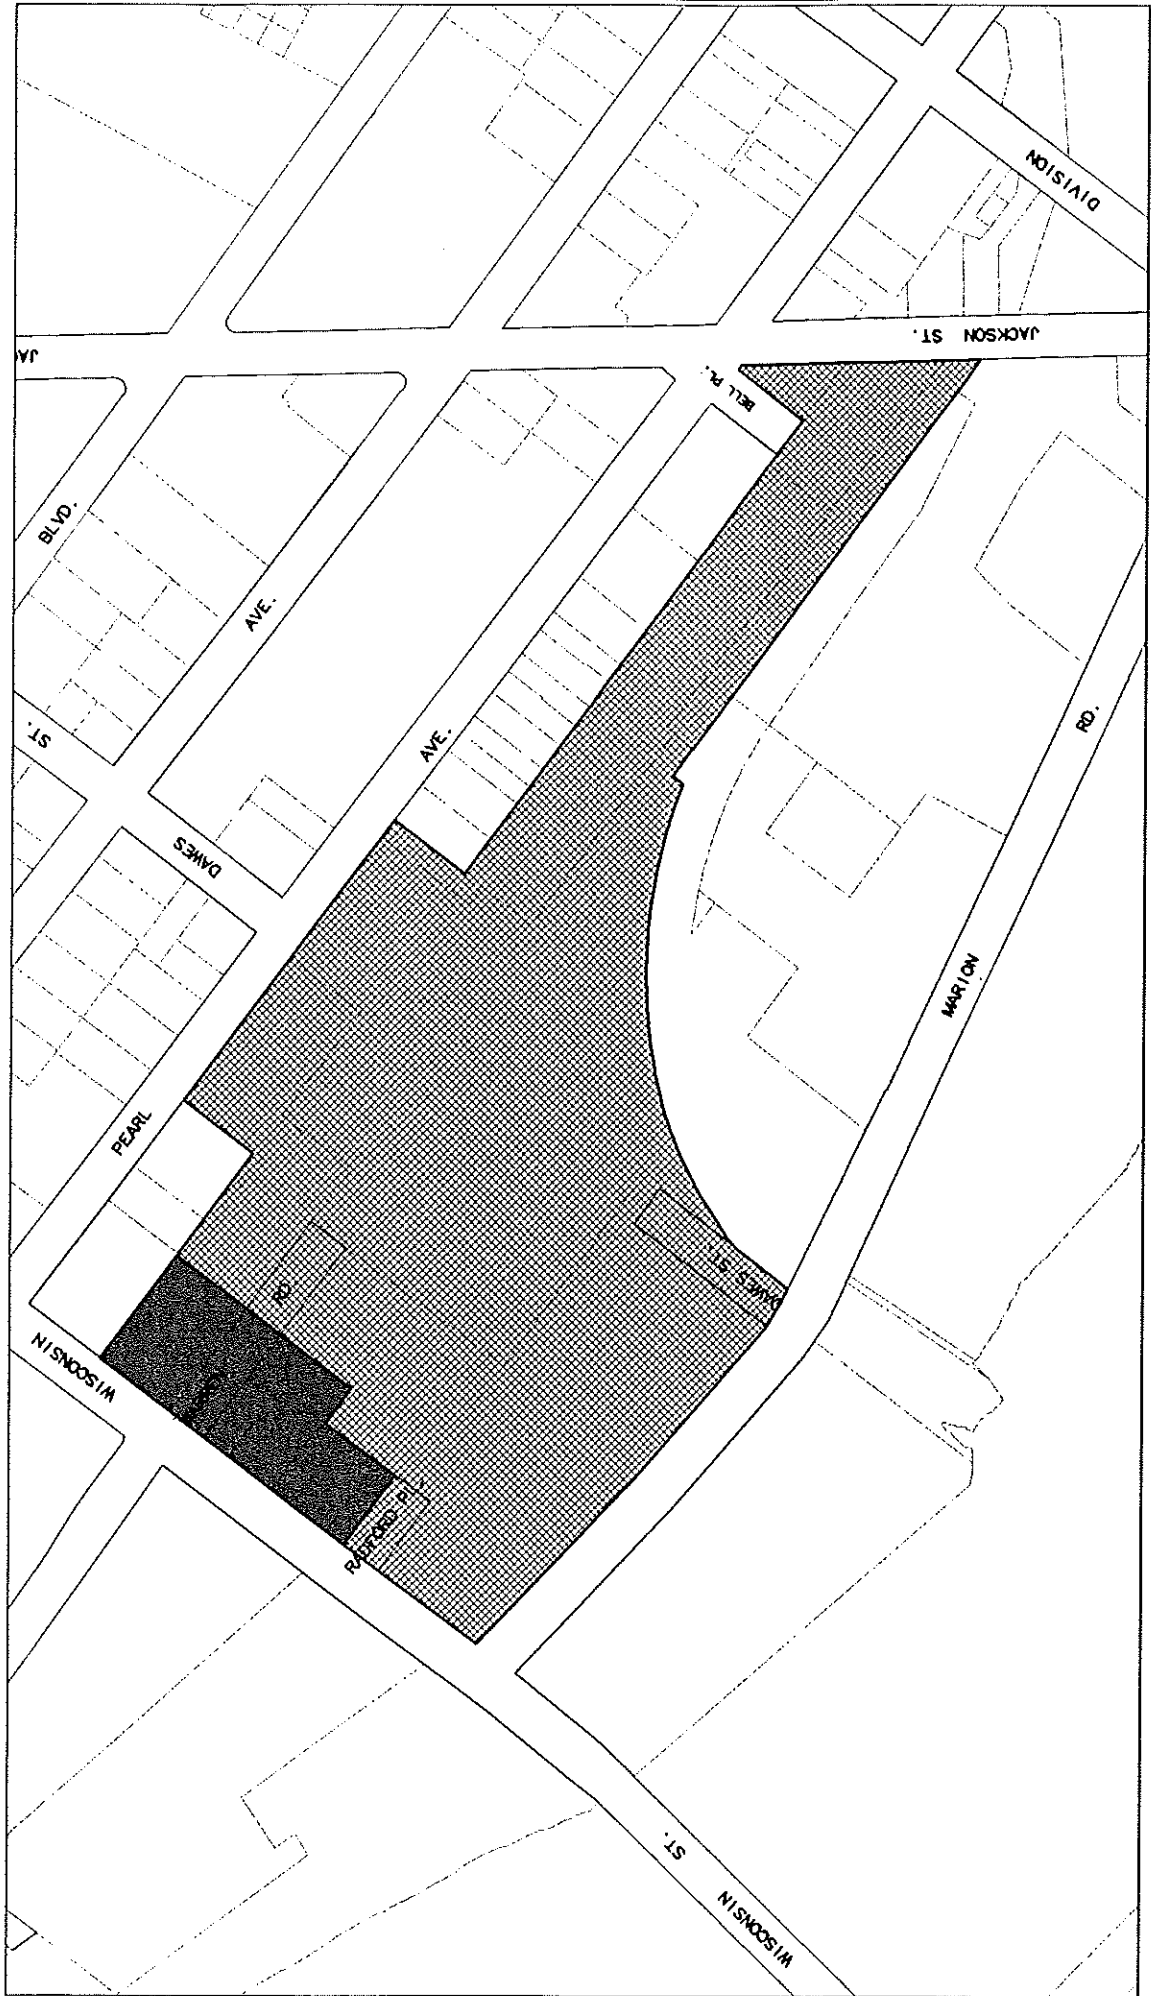 DIVISION
JACKSON ST.
JA
BELL PL.
BLVD.
AVE.
ST.
AVE.
RD.
DAWES
MARION
PEARL
DAWES ST.
RD.
WISCONSIN
RADFORD PL.
ST.
WISCONSIN